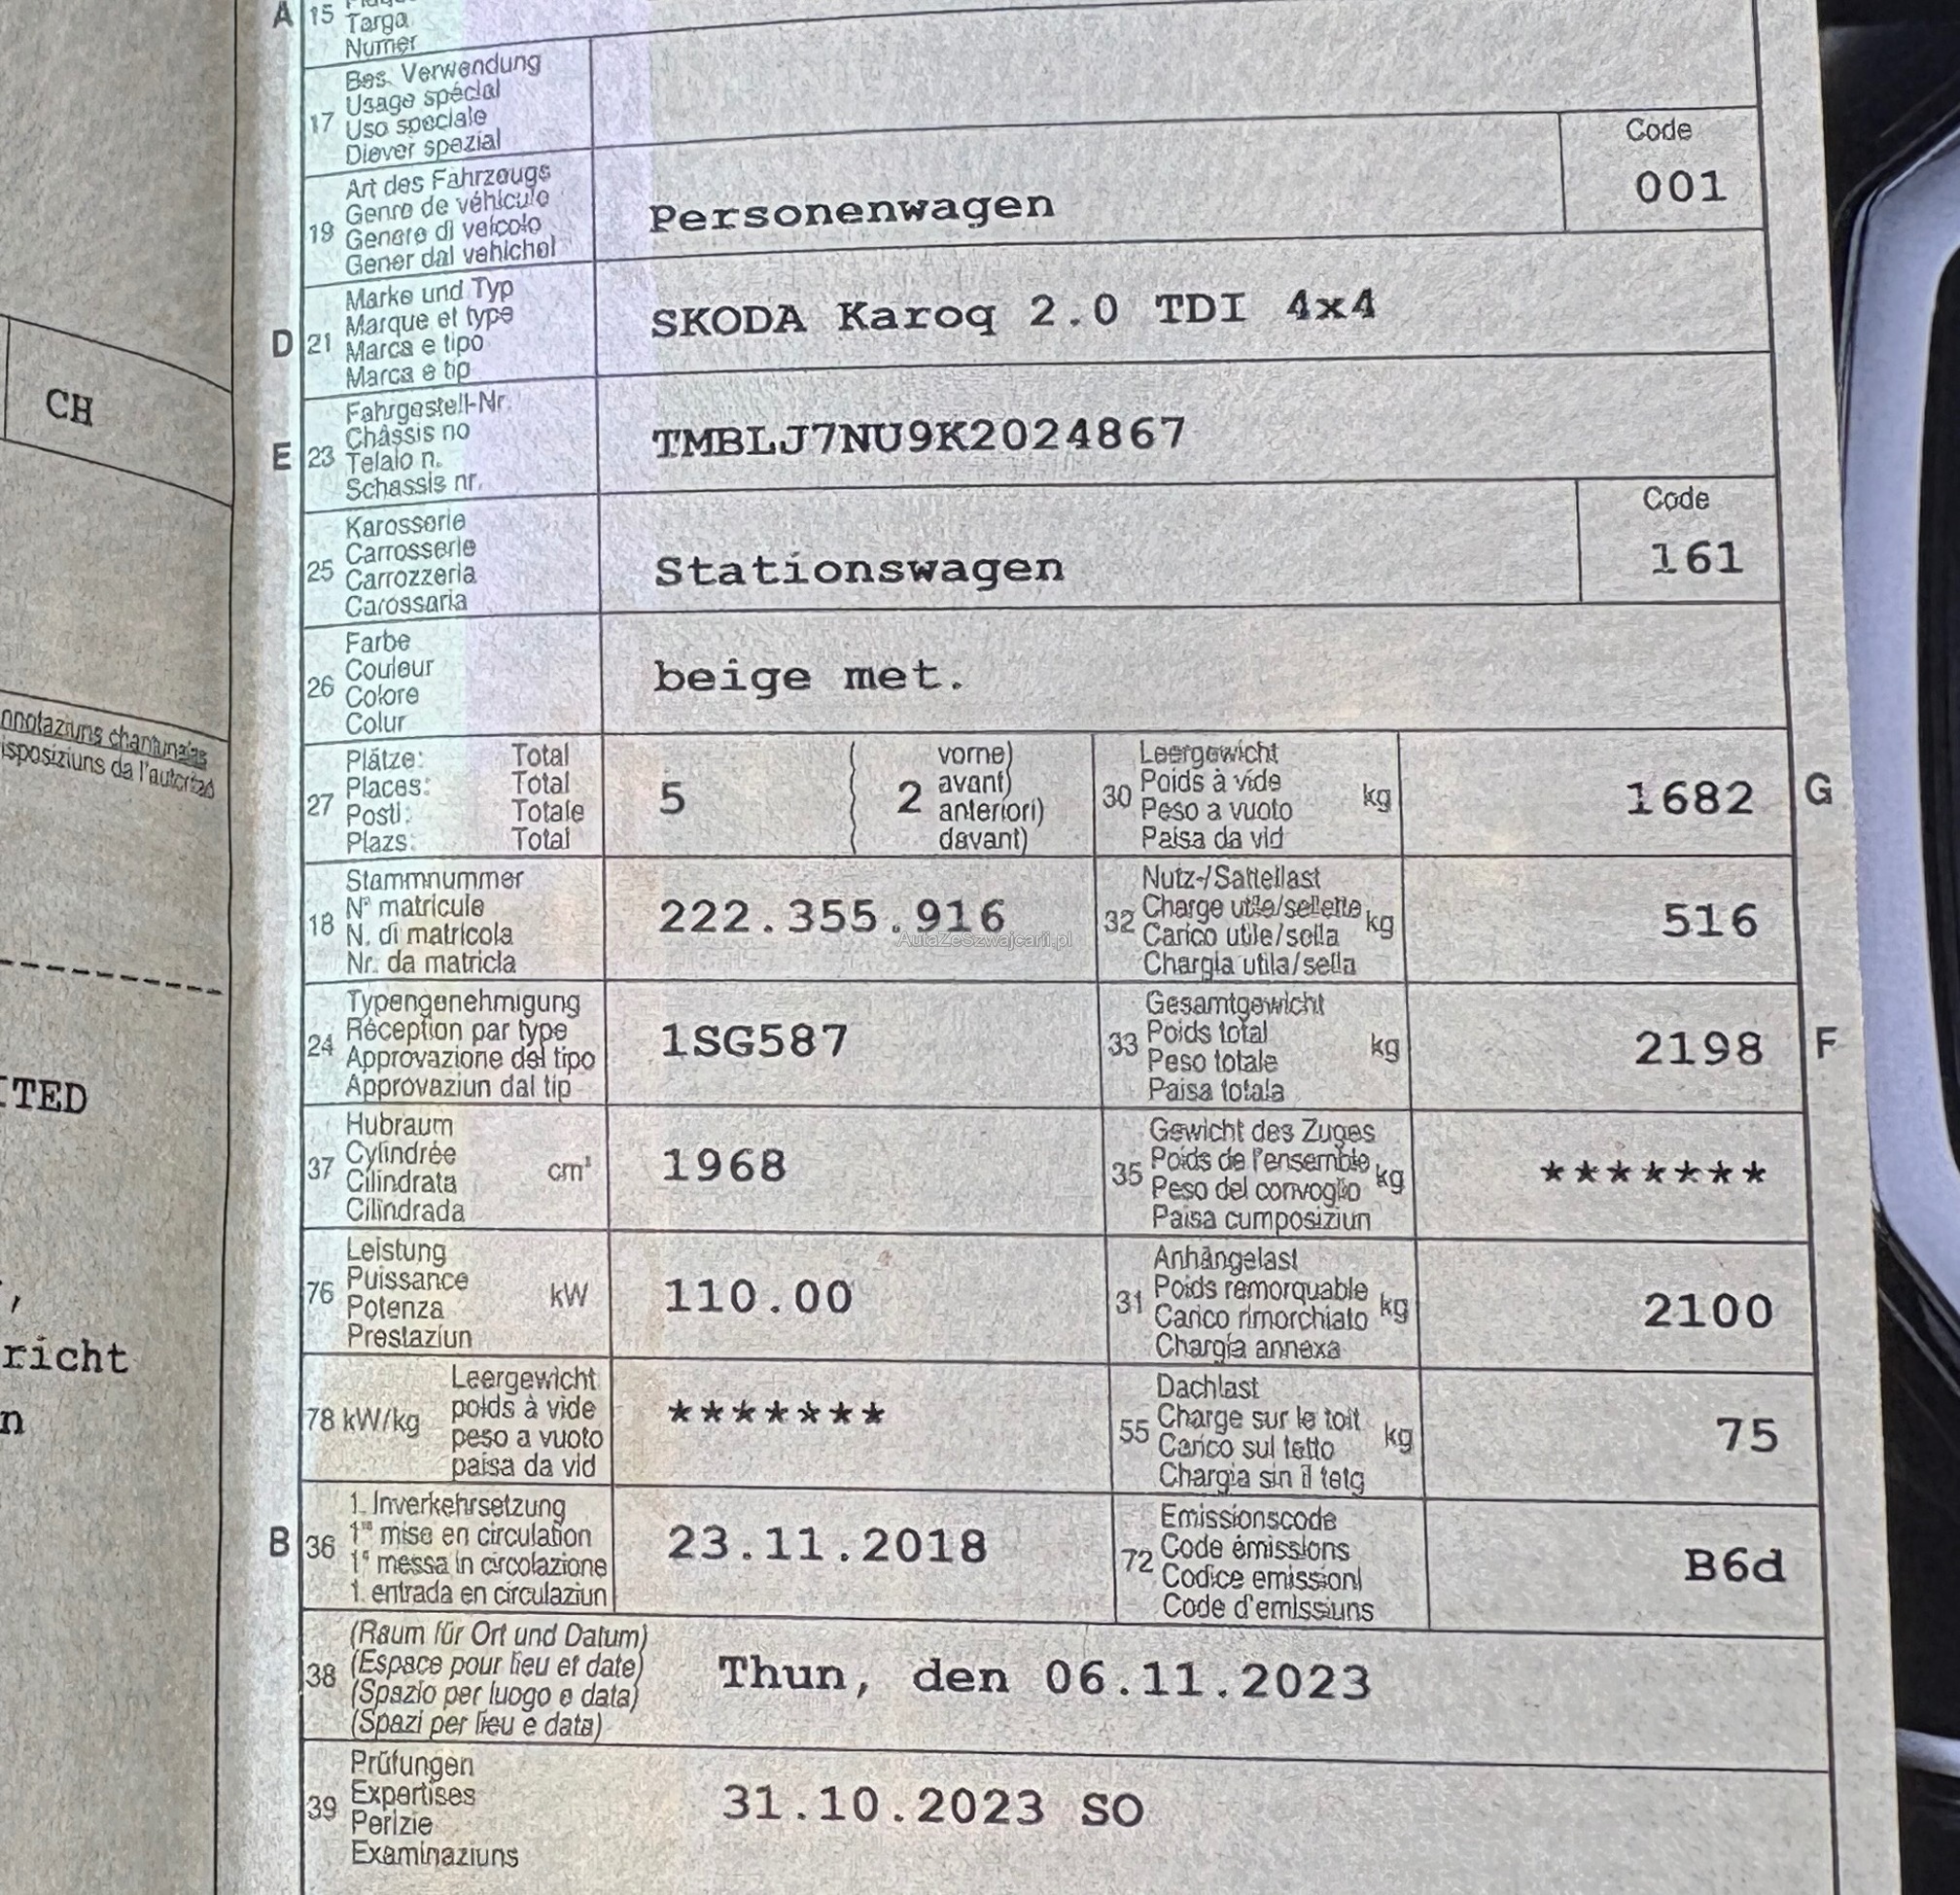 A 15 Targa
Numer
CH
nnotaziuns chantunalas
isposiziuns da l'autoritad
TED
,
richt
n
17 Bes. Verwendung
Usage spécial
Uso speciale
Diever spezial
19 Art des Fahrzeugs
Genre de véhicule
Genere di veicolo
Gener dal vehichel
Personenwagen
Code
001
D 21 Marke und Typ
Marque et type
Marca e tipo
Marca e tip
SKODA Karoq 2.0 TDI 4x4
E 23 Fahrgestell-Nr.
Châssis no
Telaio n.
Schassis nr.
TMBLJ7NU9K2024867
25 Karosserie
Carrosserie
Carrozzeria
Carossaria
Stationswagen
Code
161
26 Farbe
Couleur
Colore
Colur
beige met.
27 Plätze: Total
Places: Total
Posti: Totale
Plazs: Total
5
2 vorne)
avant)
anteriori)
davant)
30 Leergewicht
Poids à vide
Peso a vuoto
Paisa da vid
kg
1682
G
18 Stammnummer
N° matricule
N. di matricola
Nr. da matricla
222.355.916
AutaZeSzwajcarii.pl
32 Nutz-/Sattellast
Charge utile/sellette
Carico utile/sella
Chargia utila/sella
kg
516
24 Typengenehmigung
Réception par type
Approvazione del tipo
Approvaziun dal tip
1SG587
33 Gesamtgewicht
Poids total
Peso totale
Paisa totala
kg
2198
F
37 Hubraum
Cylindrée
Cilindrata
Cilindrada
cm³
1968
35 Gewicht des Zuges
Poids de l'ensemble
Peso del convoglio
Paisa cumposiziun
kg
*******
76 Leistung
Puissance
Potenza
Prestaziun
kW
110.00
31 Anhängelast
Poids remorquable
Carico rimorchiato
Chargia annexa
kg
2100
78 kW/kg Leergewicht
poids à vide
peso a vuoto
paisa da vid
*******
55 Dachlast
Charge sur le toit
Carico sul tetto
Chargia sin il tetg
kg
75
B 36 1. Inverkehrsetzung
1re mise en circulation
1a messa in circolazione
1. entrada en circulaziun
23.11.2018
72 Emissionscode
Code émissions
Codice emissioni
Code d'emissiuns
B6d
38 (Raum für Ort und Datum)
(Espace pour lieu et date)
(Spazio per luogo e data)
(Spazi per lieu e data)
Thun, den 06.11.2023
39 Prüfungen
Expertises
Perizie
Examinaziuns
31.10.2023 SO